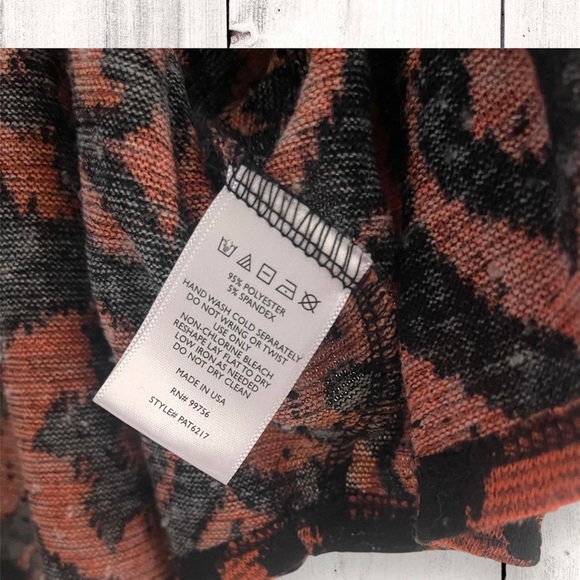 95% POLYESTER
5% SPANDEX
HAND WASH COLD SEPARATELY
DO NOT WRING OR TWIST
USE ONLY
NON-CHLORINE BLEACH
RESHAPE LAY FLAT TO DRY
LOW IRON AS NEEDED
DO NOT DRY CLEAN
MADE IN USA
RN# 99756
STYLE# PAT6217